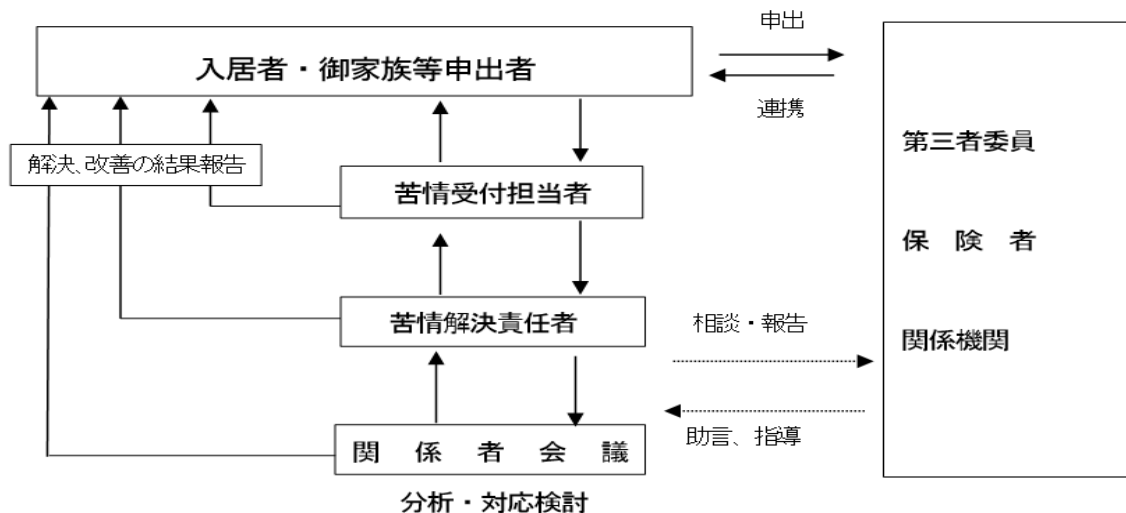 申出
入居者・御家族等申出者
連携
第三者委員
解決、改善の結果報告
苦情受付担当者
保　険　者
苦情解決責任者
相談・報告
関係機関
関　係　者　会　議
助言、指導
分析・対応検討